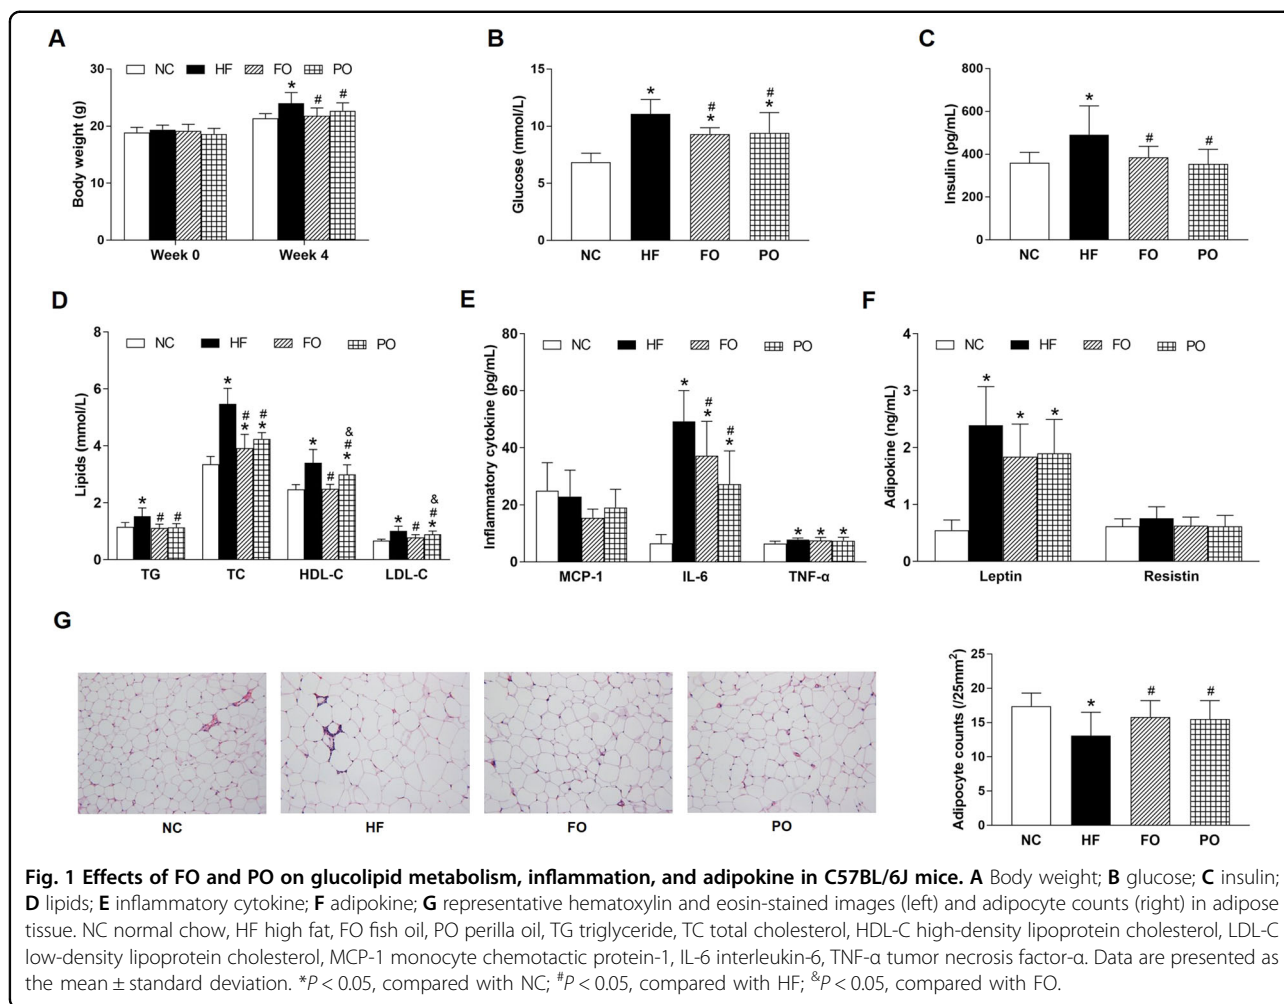 A
Body weight (g)
30
20
10
0
NC HF FO PO
* # #
Week 0 Week 4
B
Glucose (mmol/L)
15
10
5
0
*
# #
* *
NC HF FO PO
C
Insulin (pg/mL)
800
600
400
200
0
* # #
NC HF FO PO
D
Lipids (mmol/L)
8
6
4
2
0
NC HF FO PO
* # #
* # * # *
* # & # *
* # & # *
TG TC HDL-C LDL-C
E
Inflammatory cytokine (pg/mL)
80
60
40
20
0
NC HF FO PO
* # * # *
* * *
MCP-1 IL-6 TNF-α
F
Adipokine (ng/mL)
4
3
2
1
0
NC HF FO PO
* * *
Leptin Resistin
G
NC HF FO PO
Adipocyte counts (/25mm²)
25
20
15
10
5
0
* # #
NC HF FO PO
Fig. 1 Effects of FO and PO on glucolipid metabolism, inflammation, and adipokine in C57BL/6J mice. A Body weight; B glucose; C insulin;
D lipids; E inflammatory cytokine; F adipokine; G representative hematoxylin and eosin-stained images (left) and adipocyte counts (right) in adipose
tissue. NC normal chow, HF high fat, FO fish oil, PO perilla oil, TG triglyceride, TC total cholesterol, HDL-C high-density lipoprotein cholesterol, LDL-C
low-density lipoprotein cholesterol, MCP-1 monocyte chemotactic protein-1, IL-6 interleukin-6, TNF-α tumor necrosis factor-α. Data are presented as
the mean ± standard deviation. *P < 0.05, compared with NC; #P < 0.05, compared with HF; &P < 0.05, compared with FO.